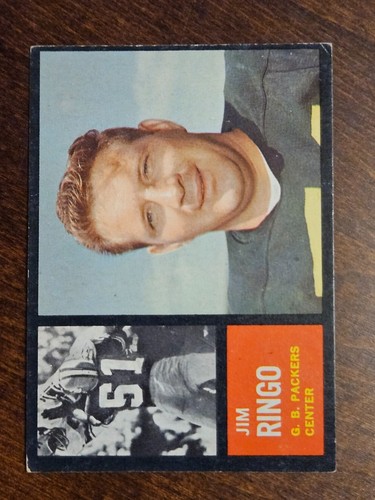 51
JIM
RINGO
G. B. PACKERS
CENTER